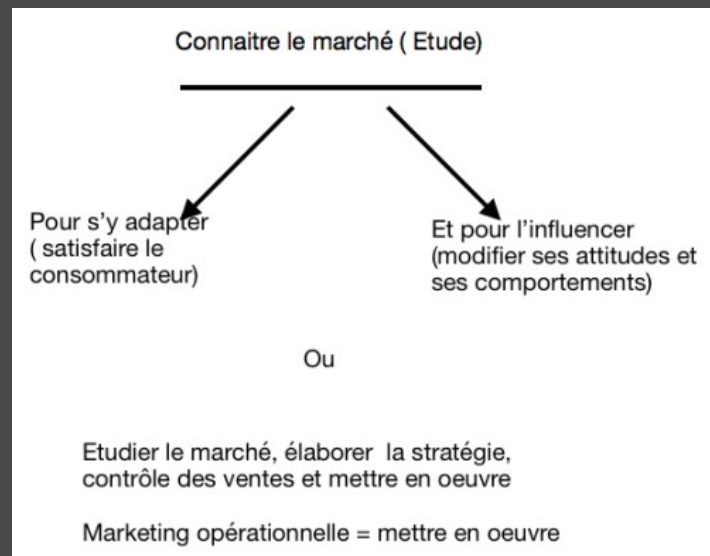 Connaitre le marché ( Etude)
Pour s'y adapter
( satisfaire le
consommateur)
Et pour l'influencer
(modifier ses attitudes et
ses comportements)
Ou
Etudier le marché, élaborer la stratégie,
contrôle des ventes et mettre en oeuvre
Marketing opérationnelle = mettre en oeuvre